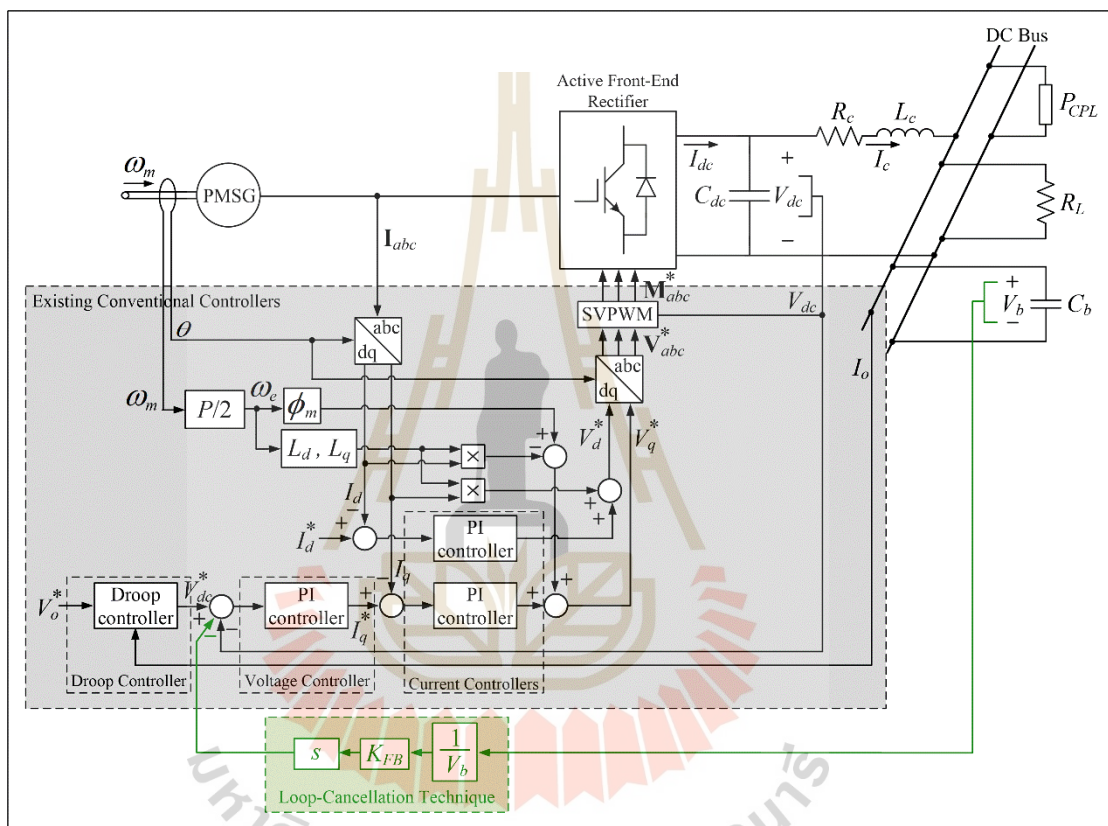 DC Bus
Active Front-End
Rectifier
R_c
L_c
P_CPL
I_dc
I_c
ω_m
PMSG
C_dc
+
V_dc
−
R_L
I_abc
Existing Conventional Controllers
M*_abc
V_dc
+
V_b
−
C_b
θ
abc
dq
SVPWM
V*_abc
I_o
abc
dq
ω_m
P/2
ω_e
ϕ_m
V*_d
V*_q
+
−
L_d , L_q
×
×
+
+
I_d
−
+
I*_d
PI
controller
I_q
−
+
V*_o
Droop
controller
V*_dc
+
−
−
PI
controller
+
I*_q
PI
controller
+
Droop Controller
Voltage Controller
Current Controllers
s
K_FB
1
V_b
Loop-Cancellation Technique